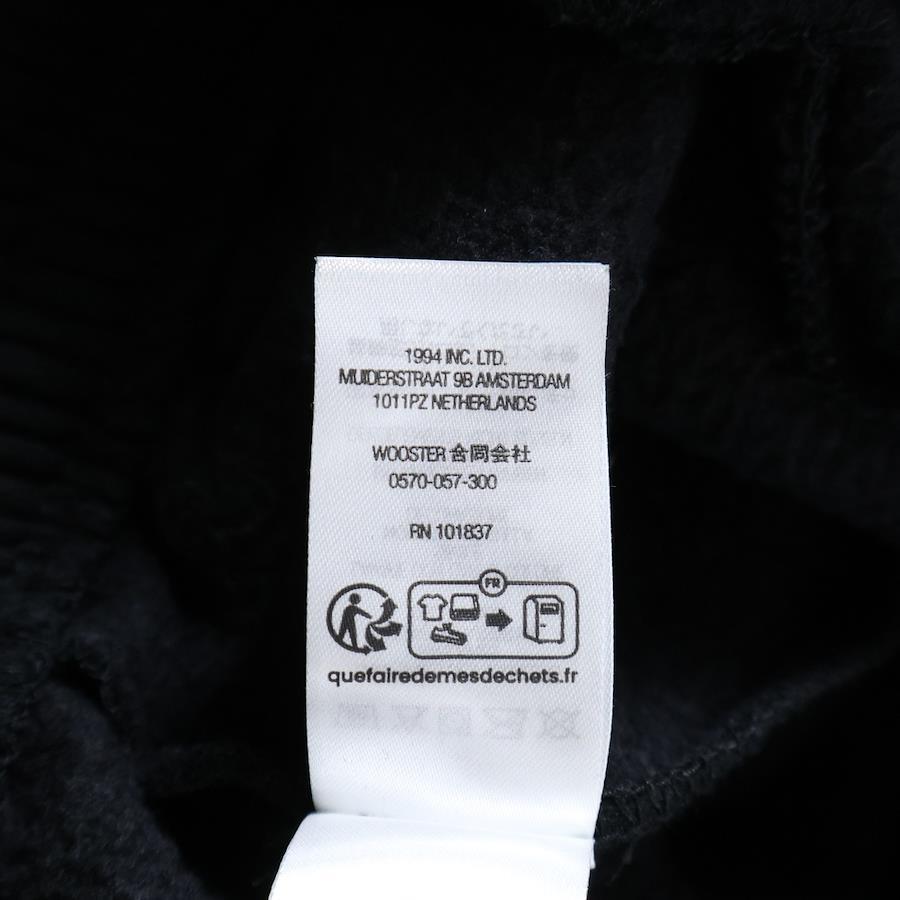 1994 INC. LTD.
MUIDERSTRAAT 9B AMSTERDAM
1011PZ NETHERLANDS
WOOSTER 合同会社
0570-057-300
RN 101837
FR
quefairedemesdechets.fr